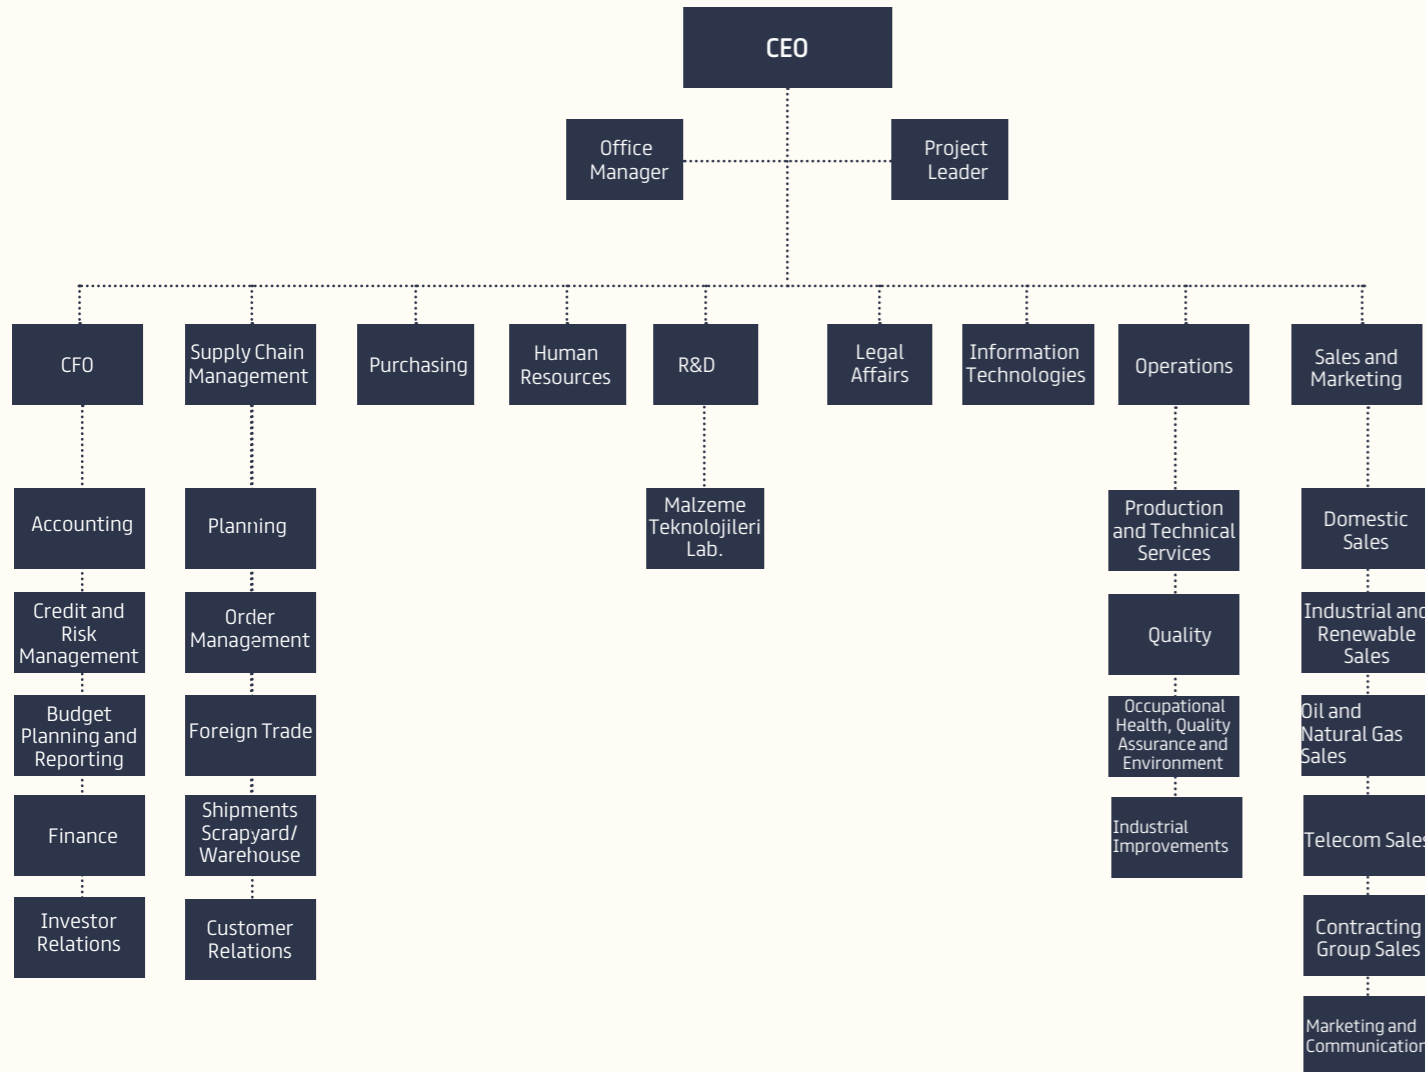 CEO
Office
Manager
Project
Leader
CFO
Supply Chain
Management
Purchasing
Human
Resources
R&D
Legal
Affairs
Information
Technologies
Operations
Sales and
Marketing
Accounting
Credit and
Risk
Management
Budget
Planning and
Reporting
Finance
Investor
Relations
Planning
Order
Management
Foreign Trade
Shipments
Scrapyard/
Warehouse
Customer
Relations
Malzeme
Teknolojileri
Lab.
Production
and Technical
Services
Quality
Occupational
Health, Quality
Assurance and
Environment
Industrial
Improvements
Domestic
Sales
Industrial and
Renewable
Sales
Oil and
Natural Gas
Sales
Telecom Sales
Contracting
Group Sales
Marketing and
Communication